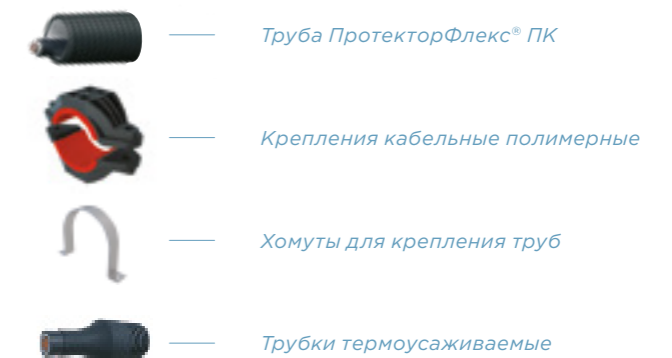 Труба ПротекторФлекс® ПК
Крепления кабельные полимерные
Хомуты для крепления труб
Трубки термоусаживаемые